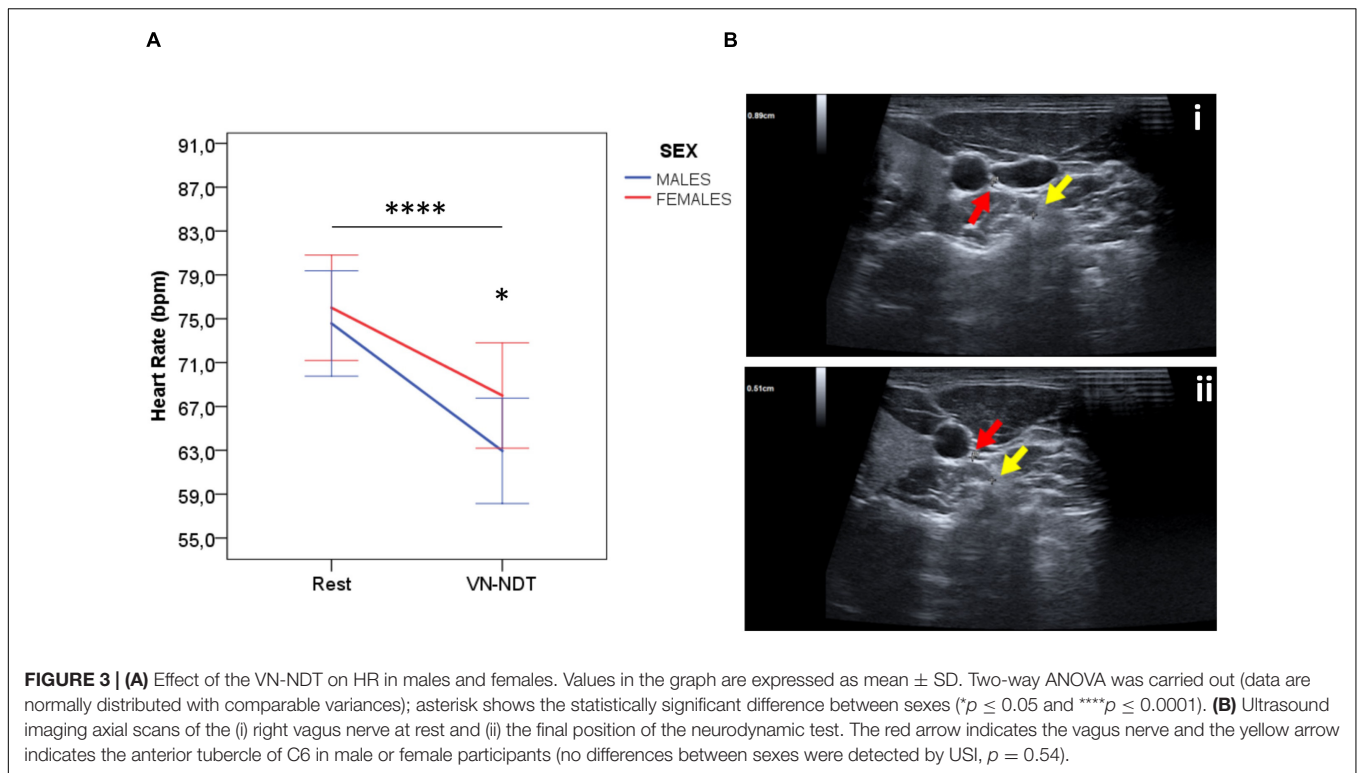 A
B
91,0
87,0
83,0
79,0
75,0
71,0
67,0
63,0
59,0
55,0
Heart Rate (bpm)
****
*
Rest
VN-NDT
SEX
MALES
FEMALES
0.89cm
i
0.51cm
ii
FIGURE 3 | (A) Effect of the VN-NDT on HR in males and females. Values in the graph are expressed as mean ± SD. Two-way ANOVA was carried out (data are
normally distributed with comparable variances); asterisk shows the statistically significant difference between sexes (*p ≤ 0.05 and ****p ≤ 0.0001). (B) Ultrasound
imaging axial scans of the (i) right vagus nerve at rest and (ii) the final position of the neurodynamic test. The red arrow indicates the vagus nerve and the yellow arrow
indicates the anterior tubercle of C6 in male or female participants (no differences between sexes were detected by USI, p = 0.54).